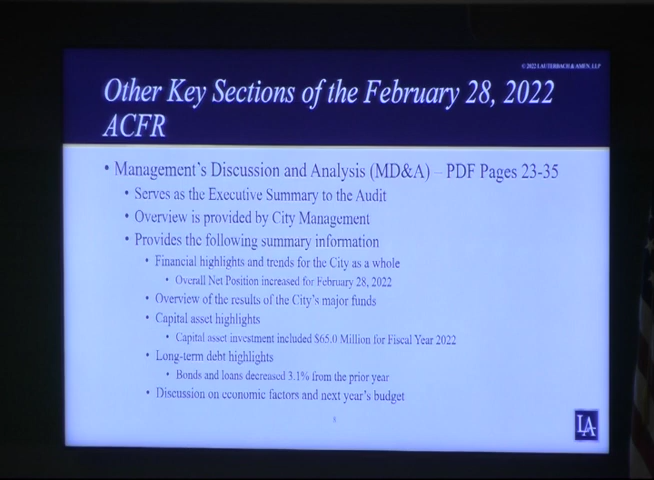 © 2022 LAUTERBACH & AMEN, LLP
Other Key Sections of the February 28, 2022
ACFR
• Management's Discussion and Analysis (MD&A) – PDF Pages 23-35
• Serves as the Executive Summary to the Audit
• Overview is provided by City Management
• Provides the following summary information
• Financial highlights and trends for the City as a whole
• Overall Net Position increased for February 28, 2022
• Overview of the results of the City's major funds
• Capital asset highlights
• Capital asset investment included $65.0 Million for Fiscal Year 2022
• Long-term debt highlights
• Bonds and loans decreased 3.1% from the prior year
• Discussion on economic factors and next year's budget
LA